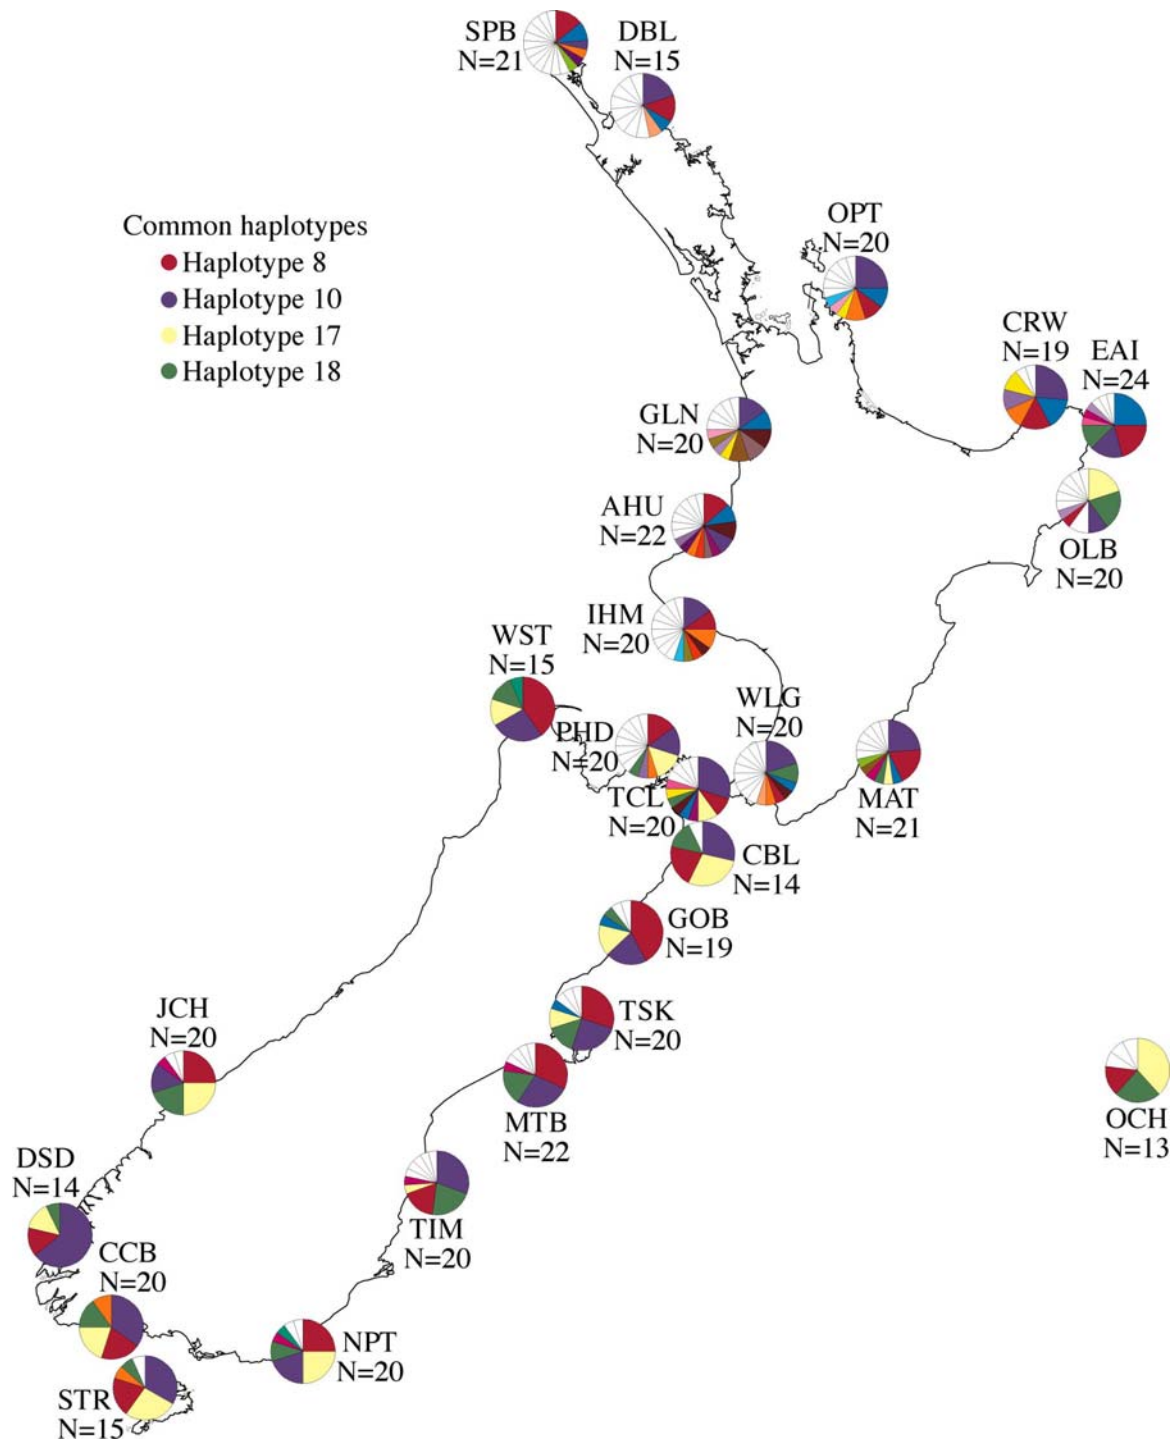 SPB
N=21
DBL
N=15
Common haplotypes
Haplotype 8
Haplotype 10
Haplotype 17
Haplotype 18
OPT
N=20
CRW
N=19
EAI
N=24
GLN
N=20
AHU
N=22
OLB
N=20
IHM
N=20
WST
N=15
PHD
N=20
WLG
N=20
TCL
N=20
MAT
N=21
CBL
N=14
GOB
N=19
JCH
N=20
TSK
N=20
MTB
N=22
OCH
N=13
DSD
N=14
TIM
N=20
CCB
N=20
NPT
N=20
STR
N=15